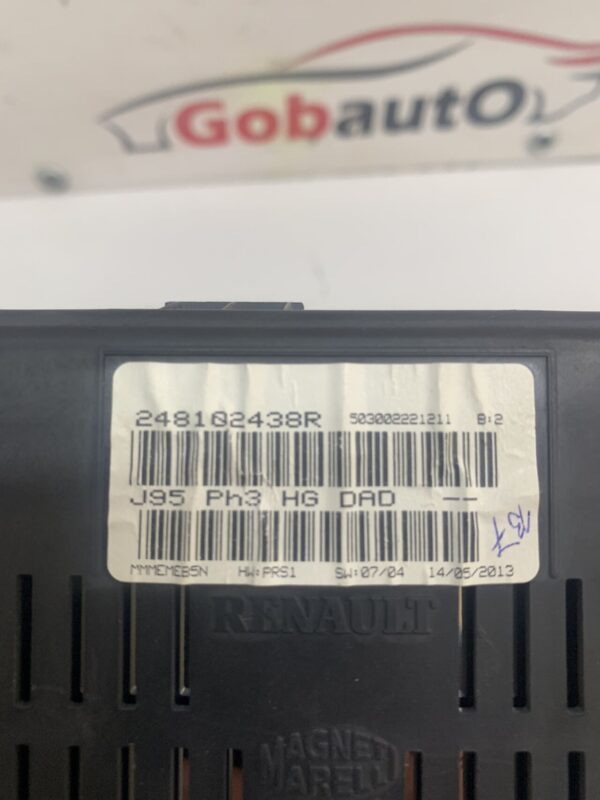 GobautO
248102438R 503002221211 B:2
J95 Ph3 HG DAD --
MMMEMEB5N HW:PRS1 SW:07/04 14/05/2013
RENAULT
MAGNETI
MARELLI